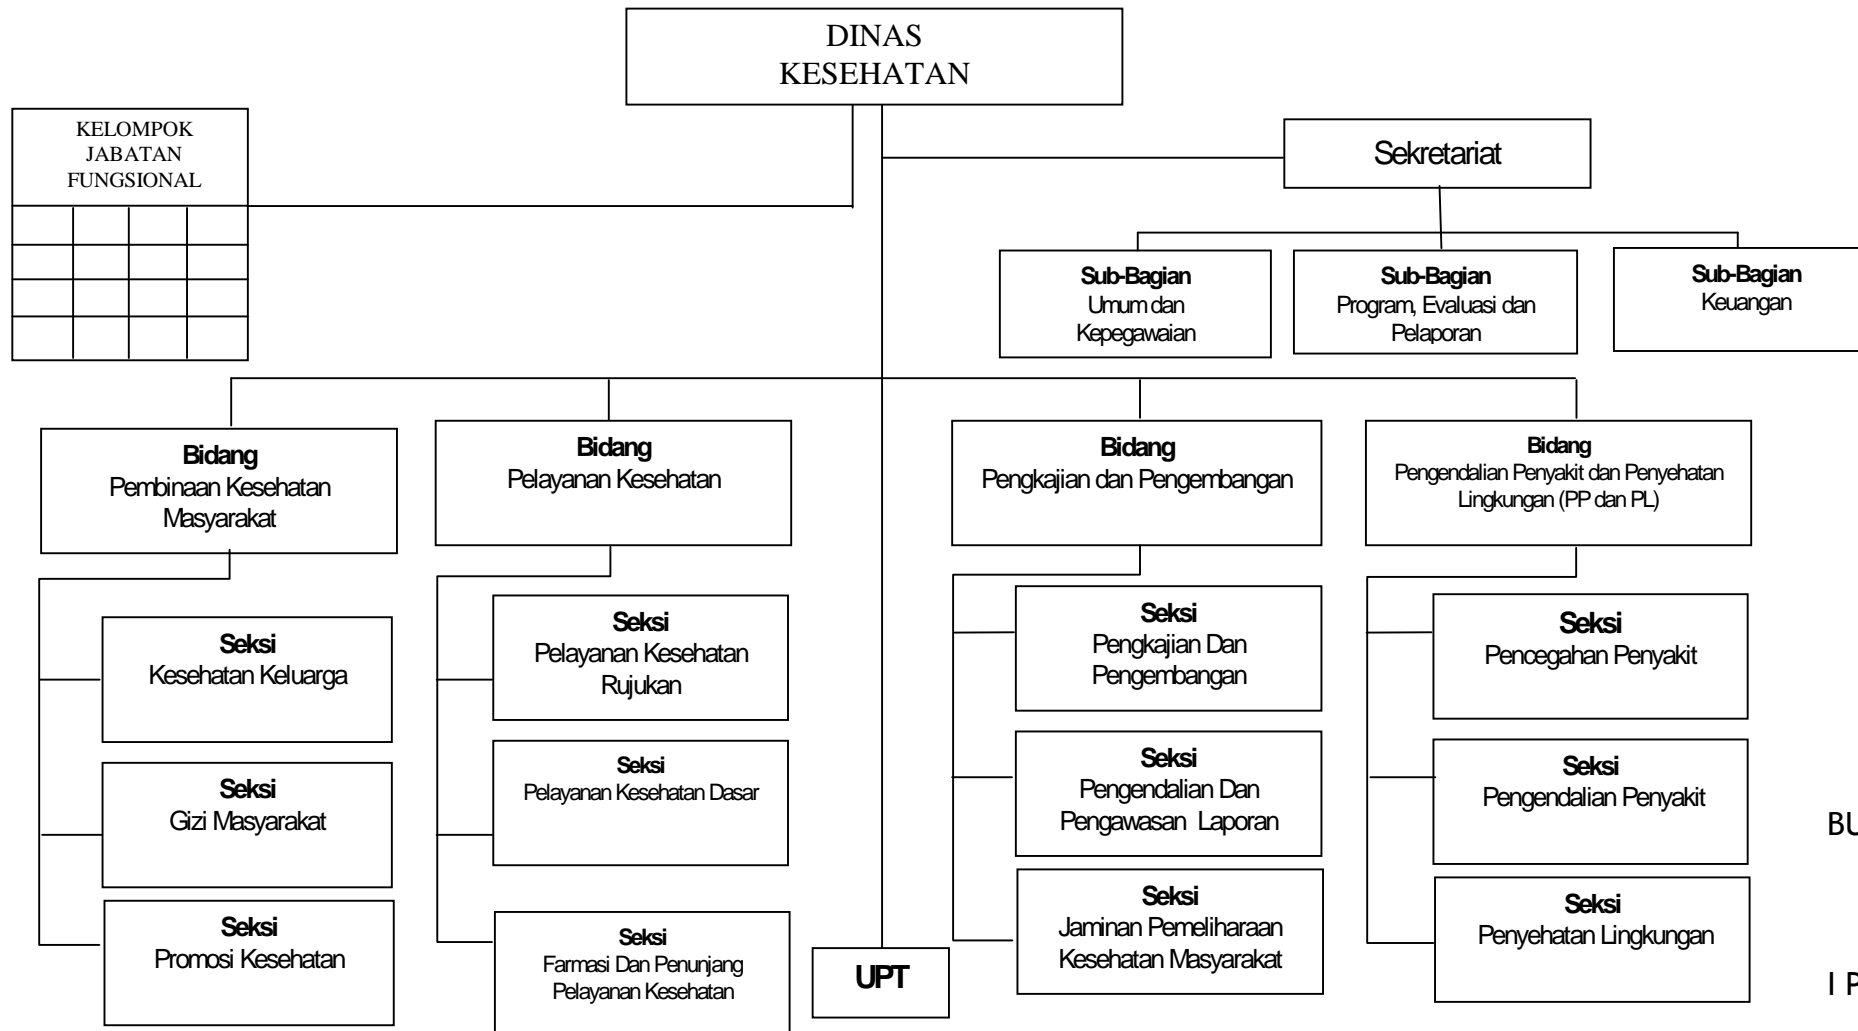 DINAS
KESEHATAN
KELOMPOK
JABATAN
FUNGSIONAL
Sekretariat
Sub-Bagian
Umum dan
Kepegawaian
Sub-Bagian
Program, Evaluasi dan
Pelaporan
Sub-Bagian
Keuangan
Bidang
Pembinaan Kesehatan
Masyarakat
Bidang
Pelayanan Kesehatan
Bidang
Pengkajian dan Pengembangan
Bidang
Pengendalian Penyakit dan Penyehatan
Lingkungan (PP dan PL)
Seksi
Kesehatan Keluarga
Seksi
Gizi Masyarakat
Seksi
Promosi Kesehatan
Seksi
Pelayanan Kesehatan
Rujukan
Seksi
Pelayanan Kesehatan Dasar
Seksi
Farmasi Dan Penunjang
Pelayanan Kesehatan
UPT
Seksi
Pengkajian Dan
Pengembangan
Seksi
Pengendalian Dan
Pengawasan Laporan
Seksi
Jaminan Pemeliharaan
Kesehatan Masyarakat
Seksi
Pencegahan Penyakit
Seksi
Pengendalian Penyakit
Seksi
Penyehatan Lingkungan
BU
I P